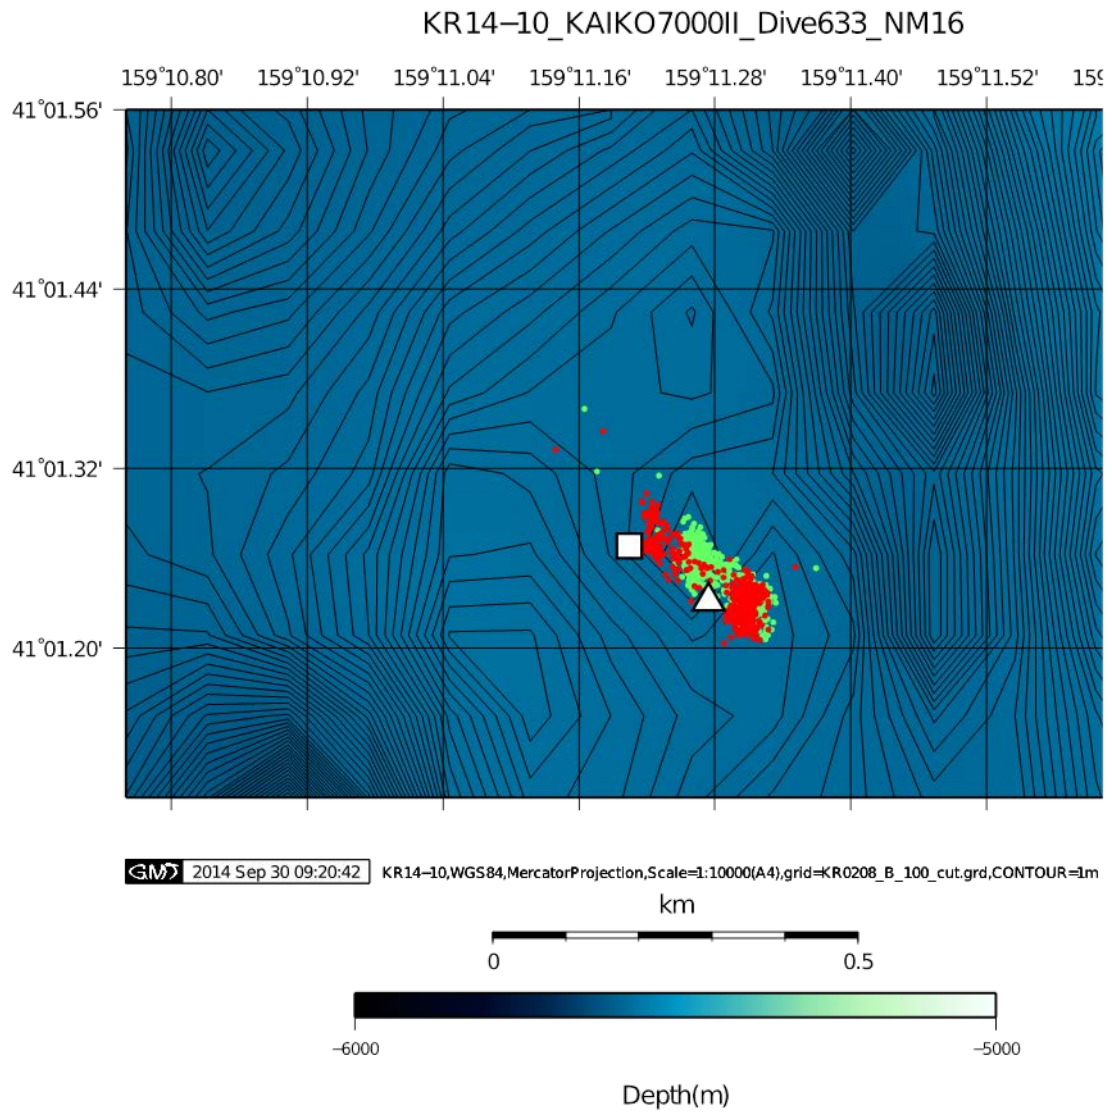 KR14−10_KAIKO7000II_Dive633_NM16
159°10.80' 159°10.92' 159°11.04' 159°11.16' 159°11.28' 159°11.40' 159°11.52' 159
41°01.56'
41°01.44'
41°01.32'
41°01.20'
GMT 2014 Sep 30 09:20:42 KR14−10,WGS84,MercatorProjection,Scale=1:10000(A4),grid=KR0208_B_100_cut.grd,CONTOUR=1m
km
0 0.5
−6000 −5000
Depth(m)